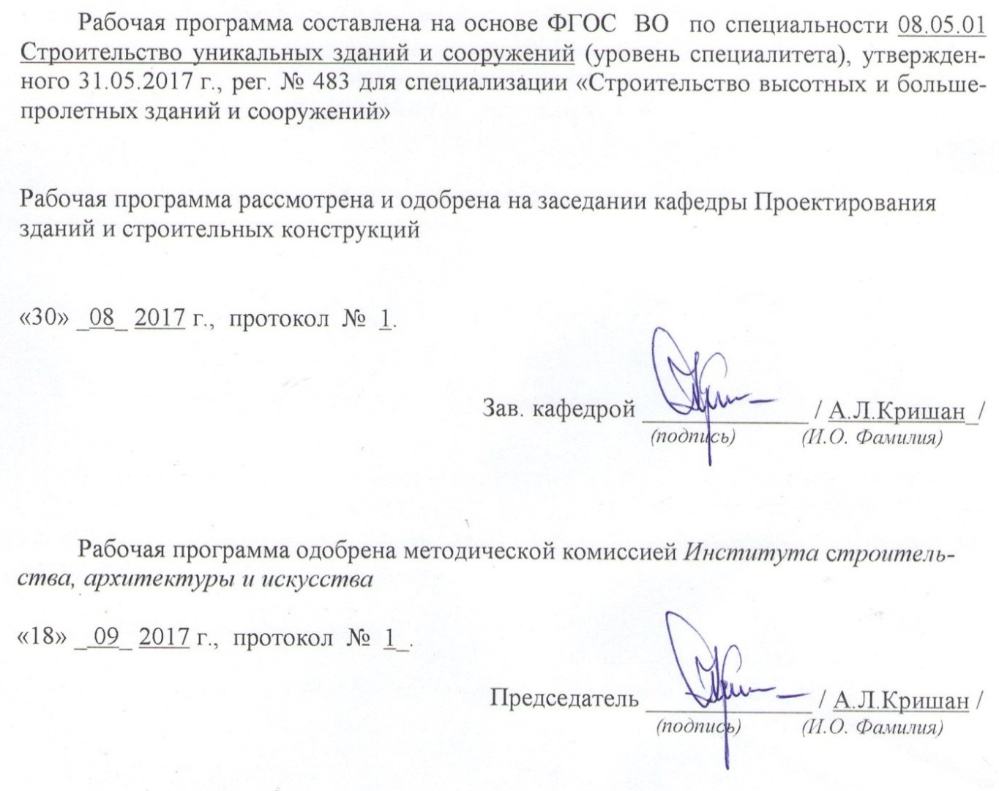 Рабочая программа составлена на основе ФГОС ВО по специальности 08.05.01
Строительство уникальных зданий и сооружений (уровень специалитета), утвержден-
ного 31.05.2017 г., рег. № 483 для специализации «Строительство высотных и больше-
пролетных зданий и сооружений»
Рабочая программа рассмотрена и одобрена на заседании кафедры Проектирования
зданий и строительных конструкций
«30» _08_ 2017 г., протокол № 1.
Зав. кафедрой ______________ / А.Л.Кришан_/
(подпись) (И.О. Фамилия)
Рабочая программа одобрена методической комиссией Института строитель-
ства, архитектуры и искусства
«18» _09_ 2017 г., протокол № 1_.
Председатель ______________ / А.Л.Кришан /
(подпись) (И.О. Фамилия)